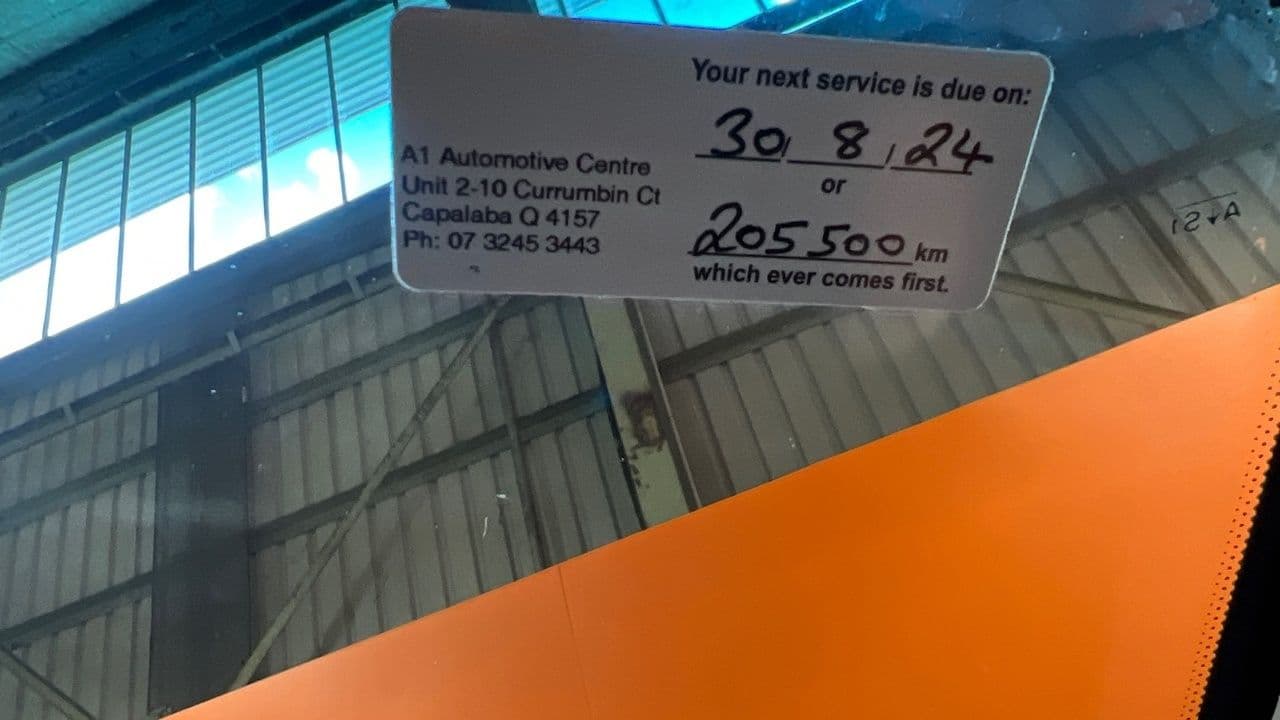 Your next service is due on:
30/8/24
or
205500 km
which ever comes first.
A1 Automotive Centre
Unit 2-10 Currumbin Ct
Capalaba Q 4157
Ph: 07 3245 3443